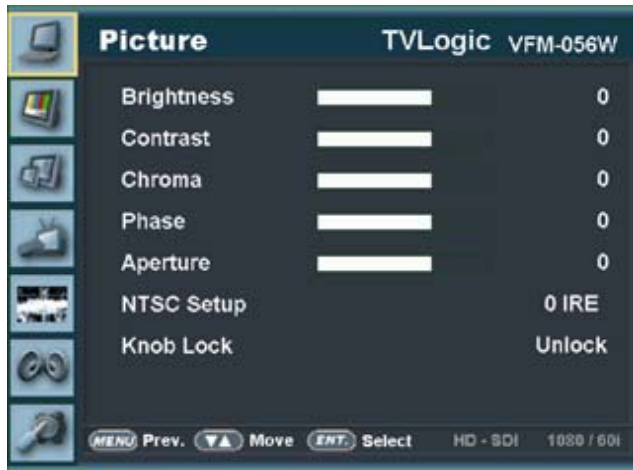 Picture TVLogic VFM-056W
Brightness 0
Contrast 0
Chroma 0
Phase 0
Aperture 0
NTSC Setup 0 IRE
Knob Lock Unlock
MENU Prev. ▼▲ Move ENT. Select HD - SDI 1080 / 60i